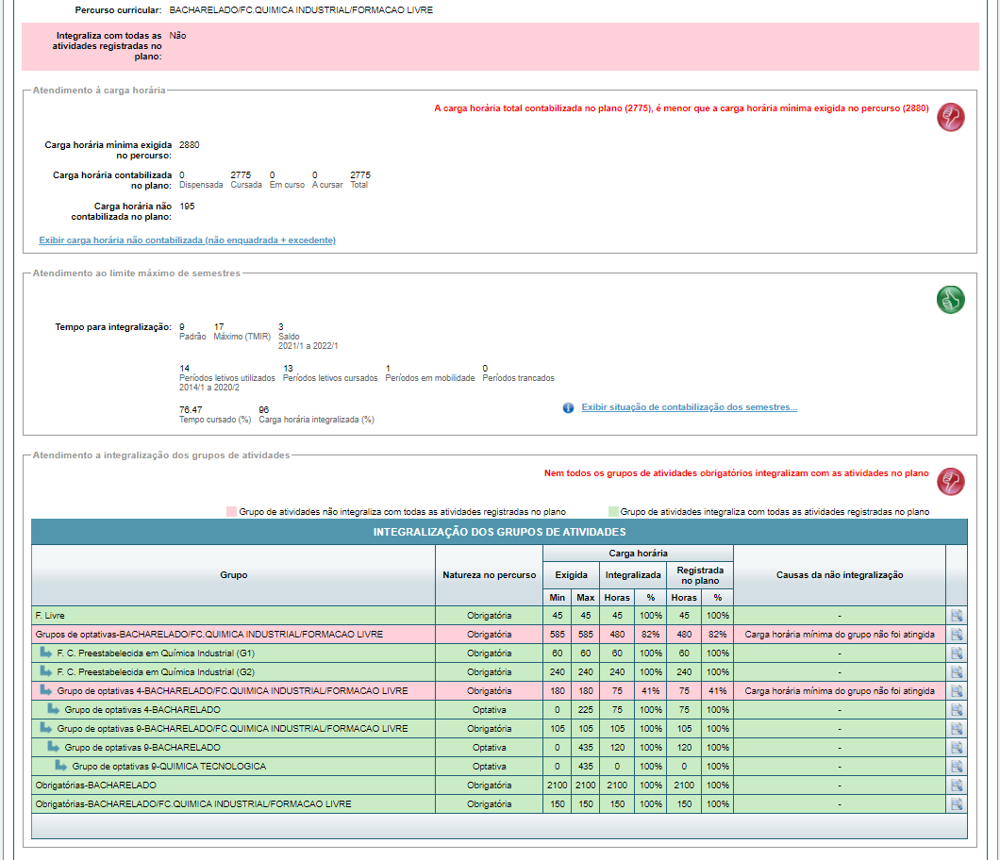 Percurso curricular: BACHARELADO/FC.QUIMICA INDUSTRIAL/FORMACAO LIVRE
Integraliza com todas as atividades registradas no plano: Não
Atendimento à carga horária
A carga horária total contabilizada no plano (2775), é menor que a carga horária mínima exigida no percurso (2880)
Carga horária mínima exigida no percurso: 2880
Carga horária contabilizada no plano: 0 2775 0 0 2775
Dispensada Cursada Em curso A cursar Total
Carga horária não contabilizada no plano: 195
Exibir carga horária não contabilizada (não enquadrada + excedente)
Atendimento ao limite máximo de semestres
Tempo para integralização: 9 17 3
Padrão Máximo (TMIR) Saldo
2021/1 a 2022/1
14 13 1 0
Períodos letivos utilizados Períodos letivos cursados Períodos em mobilidade Períodos trancados
2014/1 a 2020/2
76.47 96
Tempo cursado (%) Carga horária integralizada (%)
Exibir situação de contabilização dos semestres...
Atendimento a integralização dos grupos de atividades
Nem todos os grupos de atividades obrigatórios integralizam com as atividades no plano
Grupo de atividades não integraliza com todas as atividades registradas no plano Grupo de atividades integraliza com todas as atividades registradas no plano
INTEGRALIZAÇÃO DOS GRUPOS DE ATIVIDADES
Grupo Natureza no percurso Carga horária Causas da não integralização
Exigida Integralizada Registrada no plano
Min Max Horas % Horas %
F. Livre Obrigatória 45 45 45 100% 45 100% -
Grupos de optativas-BACHARELADO/FC.QUIMICA INDUSTRIAL/FORMACAO LIVRE Obrigatória 585 585 480 82% 480 82% Carga horária mínima do grupo não foi atingida
F. C. Preestabelecida em Química Industrial (G1) Obrigatória 60 60 60 100% 60 100% -
F. C. Preestabelecida em Química Industrial (G2) Obrigatória 240 240 240 100% 240 100% -
Grupo de optativas 4-BACHARELADO/FC.QUIMICA INDUSTRIAL/FORMACAO LIVRE Obrigatória 180 180 75 41% 75 41% Carga horária mínima do grupo não foi atingida
Grupo de optativas 4-BACHARELADO Optativa 0 225 75 100% 75 100% -
Grupo de optativas 9-BACHARELADO/FC.QUIMICA INDUSTRIAL/FORMACAO LIVRE Obrigatória 105 105 105 100% 105 100% -
Grupo de optativas 9-BACHARELADO Optativa 0 435 120 100% 120 100% -
Grupo de optativas 9-QUIMICA TECNOLOGICA Optativa 0 435 0 100% 0 100% -
Obrigatórias-BACHARELADO Obrigatória 2100 2100 2100 100% 2100 100% -
Obrigatórias-BACHARELADO/FC.QUIMICA INDUSTRIAL/FORMACAO LIVRE Obrigatória 150 150 150 100% 150 100% -